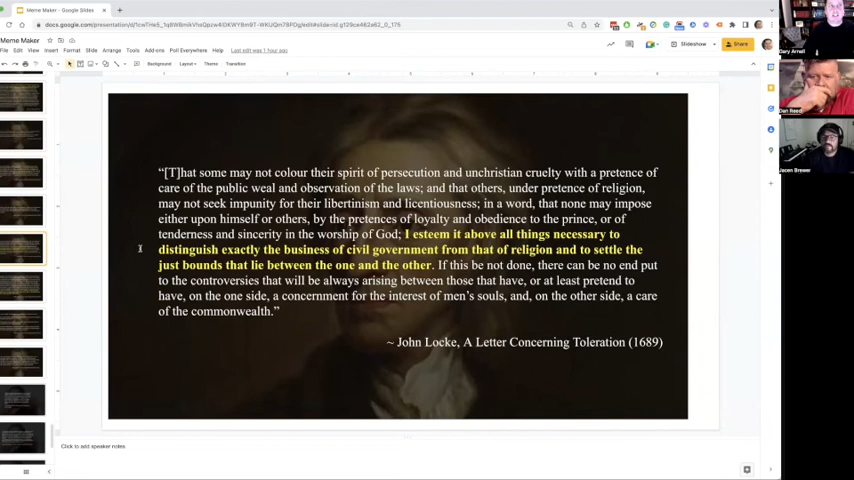 Meme Maker - Google Slides
Meme Maker
File Edit View Insert Format Slide Arrange Tools Add-ons Poll Everywhere Help Last edit was 1 hour ago
Slideshow
Share
Background Layout Theme Transition
“[T]hat some may not colour their spirit of persecution and unchristian cruelty with a pretence of
care of the public weal and observation of the laws; and that others, under pretence of religion,
may not seek impunity for their libertinism and licentiousness; in a word, that none may impose
either upon himself or others, by the pretences of loyalty and obedience to the prince, or of
tenderness and sincerity in the worship of God; I esteem it above all things necessary to
distinguish exactly the business of civil government from that of religion and to settle the
just bounds that lie between the one and the other. If this be not done, there can be no end put
to the controversies that will be always arising between those that have, or at least pretend to
have, on the one side, a concernment for the interest of men’s souls, and, on the other side, a care
of the commonwealth.”
~ John Locke, A Letter Concerning Toleration (1689)
Click to add speaker notes
Dan Reed
Jacen Brewer